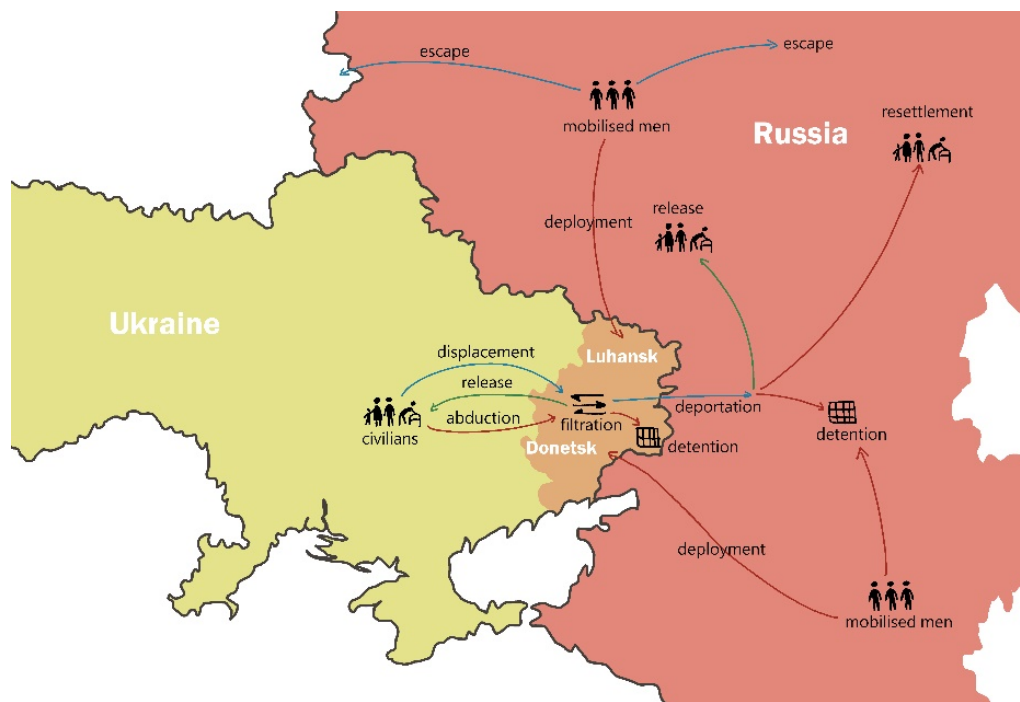 escape
escape
mobilised men
Russia
resettlement
deployment
release
Ukraine
Luhansk
displacement
release
abduction
civilians
filtration
deportation
Donetsk
detention
detention
deployment
mobilised men